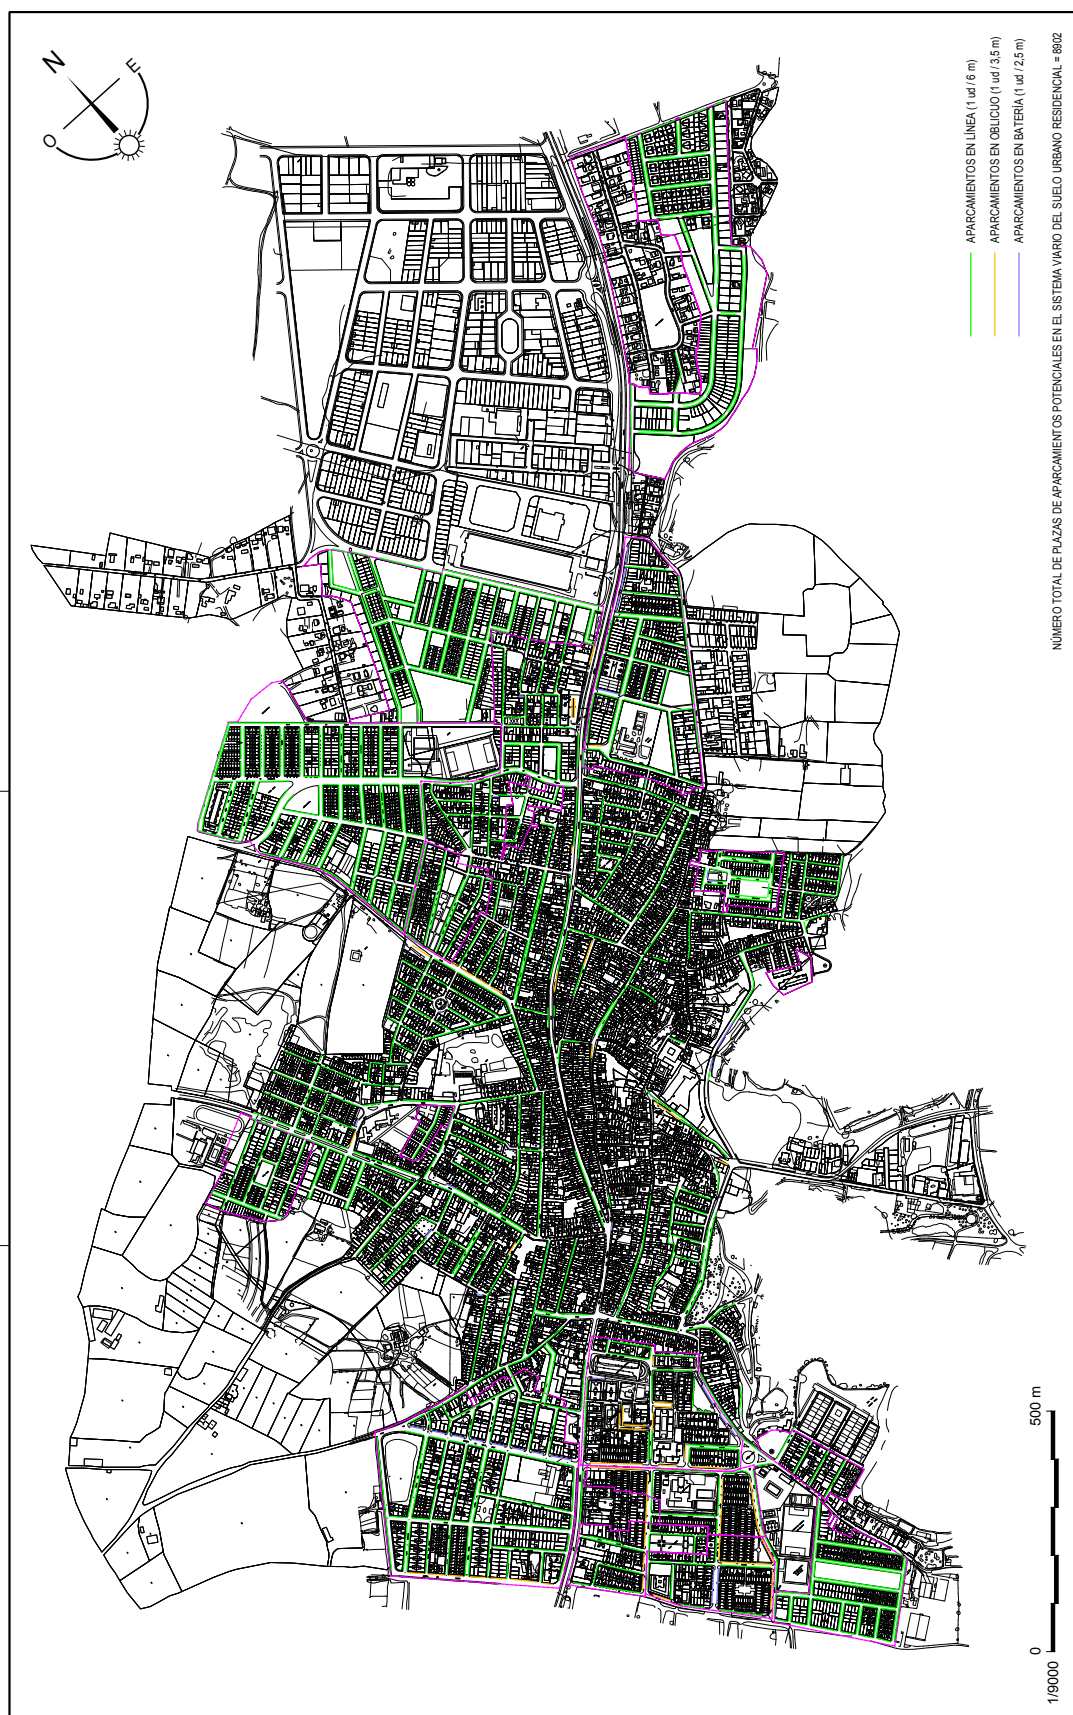 N
E
O
APARCAMIENTOS EN LÍNEA (1 ud / 6 m)
APARCAMIENTOS EN OBLICUO (1 ud / 3,5 m)
APARCAMIENTOS EN BATERÍA (1 ud / 2,5 m)
NÚMERO TOTAL DE PLAZAS DE APARCAMIENTOS POTENCIALES EN EL SISTEMA VIARIO DEL SUELO URBANO RESIDENCIAL = 8902
0
500 m
1/9000